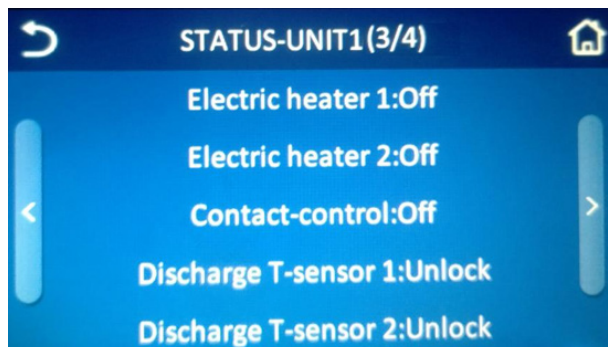 STATUS-UNIT1(3/4)
Electric heater 1:Off
Electric heater 2:Off
Contact-control:Off
Discharge T-sensor 1:Unlock
Discharge T-sensor 2:Unlock